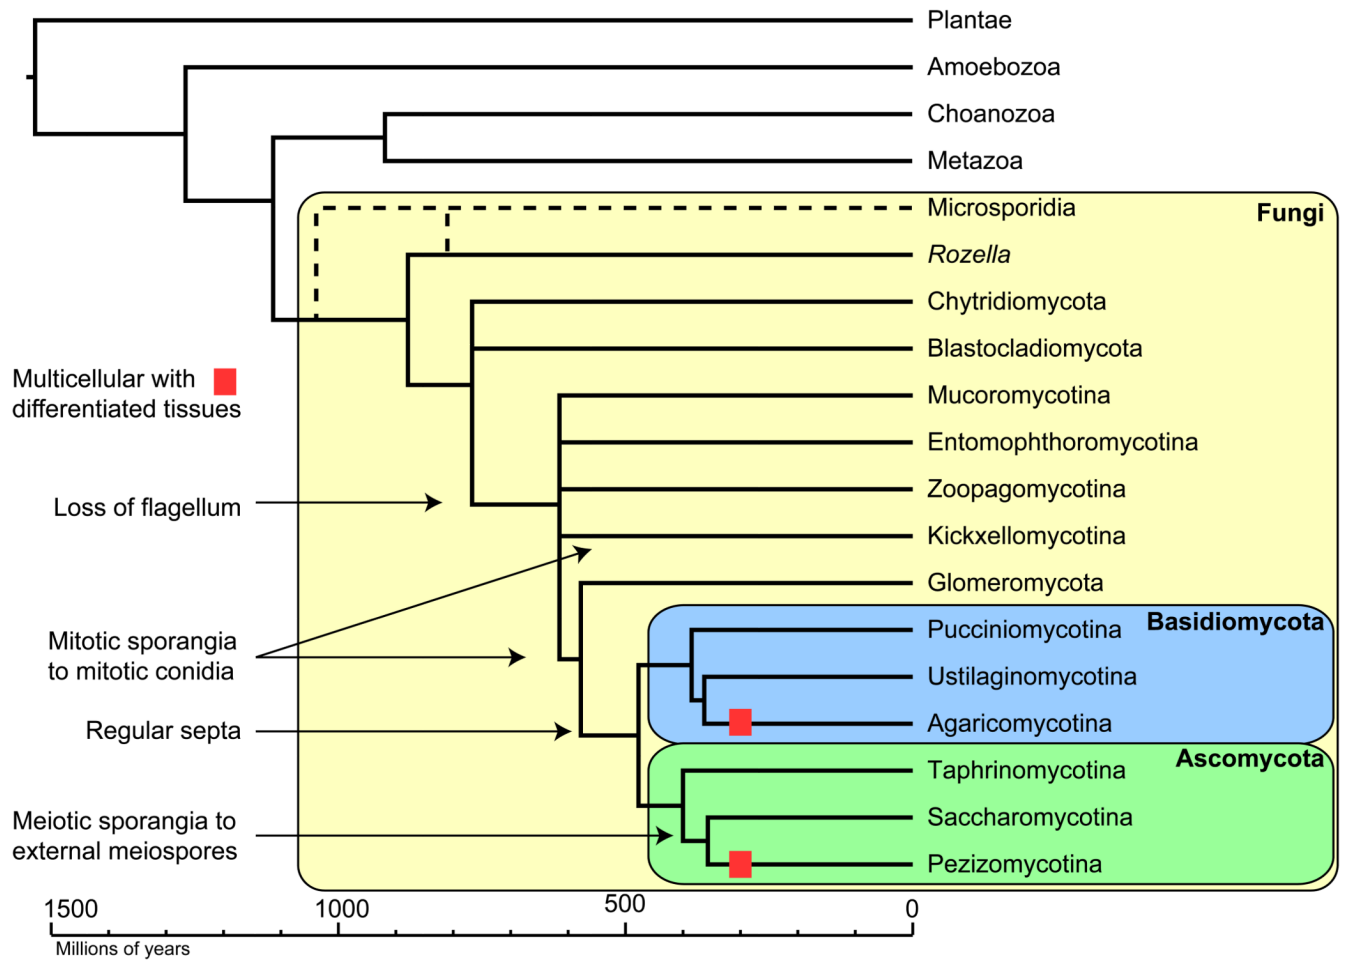 Plantae
Amoebozoa
Choanozoa
Metazoa
Microsporidia
Fungi
Rozella
Chytridiomycota
Blastocladiomycota
Multicellular with
differentiated tissues
Mucoromycotina
Entomophthoromycotina
Zoopagomycotina
Loss of flagellum
Kickxellomycotina
Glomeromycota
Mitotic sporangia
to mitotic conidia
Pucciniomycotina
Basidiomycota
Ustilaginomycotina
Agaricomycotina
Regular septa
Ascomycota
Taphrinomycotina
Saccharomycotina
Meiotic sporangia to
external meiospores
Pezizomycotina
1500 1000 500 0
Millions of years